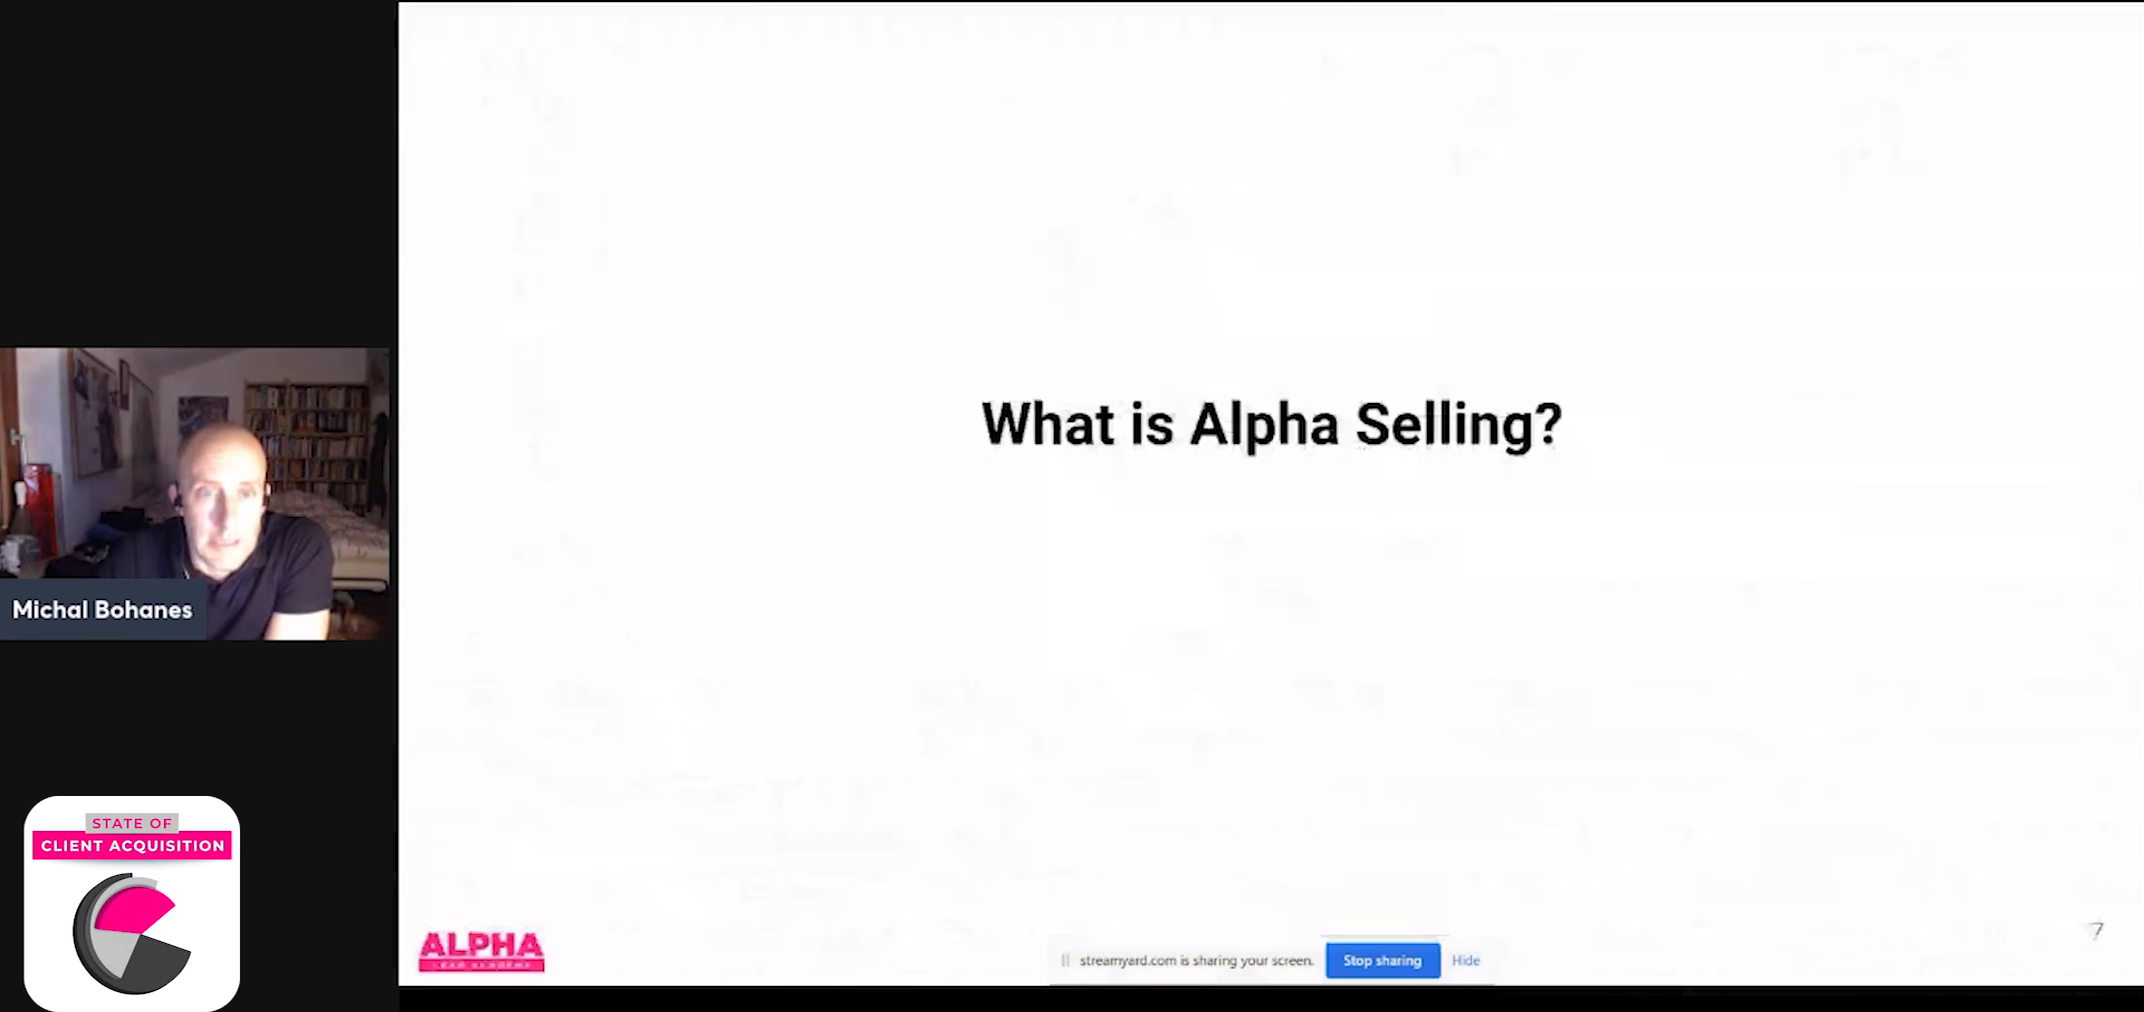 What is Alpha Selling?
Michal Bohanes
STATE OF
CLIENT ACQUISITION
ALPHA
streamyard.com is sharing your screen. Stop sharing Hide
7